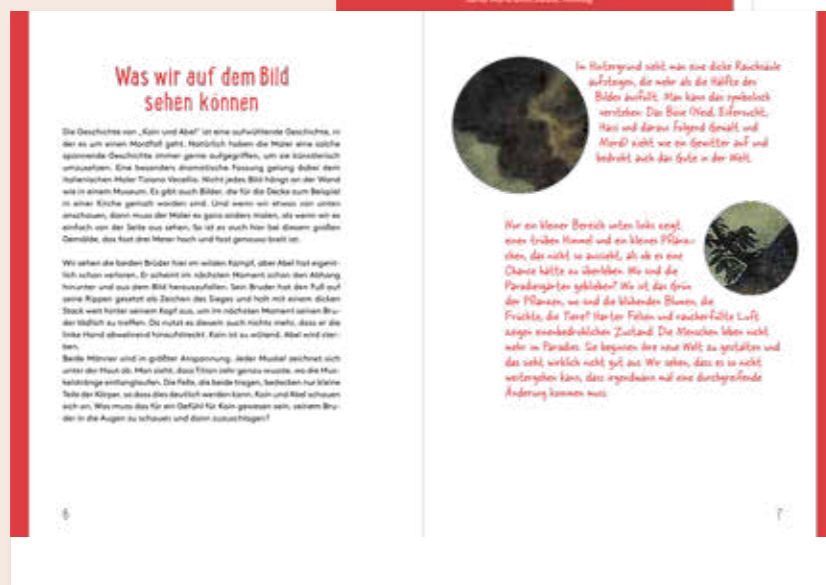 Was wir auf dem Bild
sehen können
Die Geschichte von „Kain und Abel“ ist eine aufwühlende Geschichte, in
der es um einen Mordfall geht. Natürlich haben die Maler eine solche
spannende Geschichte immer gerne aufgegriffen, um sie künstlerisch
umzusetzen. Eine besonders dramatische Fassung gelang dabei dem
italienischen Maler Tiziano Vecellio. Nicht jedes Bild hängt an der Wand
wie in einem Museum. Es gibt auch Bilder, die für die Decke zum Beispiel
in einer Kirche gemalt worden sind. Und wenn wir etwas von unten
anschauen, dann muss der Maler es ganz anders malen, als wenn wir es
einfach von der Seite aus sehen. So ist es auch hier bei diesem großen
Gemälde, das fast drei Meter hoch und fast genauso breit ist.
Wir sehen die beiden Brüder hier im wilden Kampf, aber Abel hat eigent-
lich schon verloren. Er scheint im nächsten Moment schon den Abhang
hinunter und aus dem Bild herauszufallen. Sein Bruder hat den Fuß auf
seine Rippen gesetzt als Zeichen des Sieges und holt mit einem dicken
Stock weit hinter seinem Kopf aus, um im nächsten Moment seinen Bru-
der tödlich zu treffen. Da nutzt es diesem auch nichts mehr, dass er die
linke Hand abwehrend hinaufstreckt. Kain ist zu wütend. Abel wird ster-
ben.
Beide Männer sind in größter Anspannung. Jeder Muskel zeichnet sich
unter der Haut ab. Man sieht, dass Tizian sehr genau wusste, wo die Mus-
kelstränge entlanglaufen. Die Felle, die beide tragen, bedecken nur kleine
Teile der Körper, so dass dies deutlich werden kann. Kain und Abel schauen
sich an. Was muss das für ein Gefühl für Kain gewesen sein, seinem Bru-
der in die Augen zu schauen und dann zuzuschlagen?
6
Im Hintergrund sieht man eine dicke Rauchsäule
aufsteigen, die mehr als die Hälfte des
Bildes ausfüllt. Man kann das symbolisch
verstehen: Das Böse (Neid, Eifersucht,
Hass und daraus folgend Gewalt und
Mord) zieht wie ein Gewitter auf und
bedroht auch das Gute in der Welt.
Nur ein kleiner Bereich unten links zeigt
einen trüben Himmel und ein kleines Pflänz-
chen, das nicht so aussieht, als ob es eine
Chance hätte zu überleben. Wo sind die
Paradiesgärten geblieben? Wo ist das Grün
der Pflanzen, wo sind die blühenden Blumen, die
Früchte, die Tiere? Harter Felsen und raucherfüllte Luft
zeigen einen bedrohlichen Zustand. Die Menschen leben nicht
mehr im Paradies. Sie beginnen ihre neue Welt zu gestalten und
das sieht wirklich nicht gut aus. Wir sehen, dass es so nicht
weitergehen kann, dass irgendwann mal eine durchgreifende
Änderung kommen muss.
7